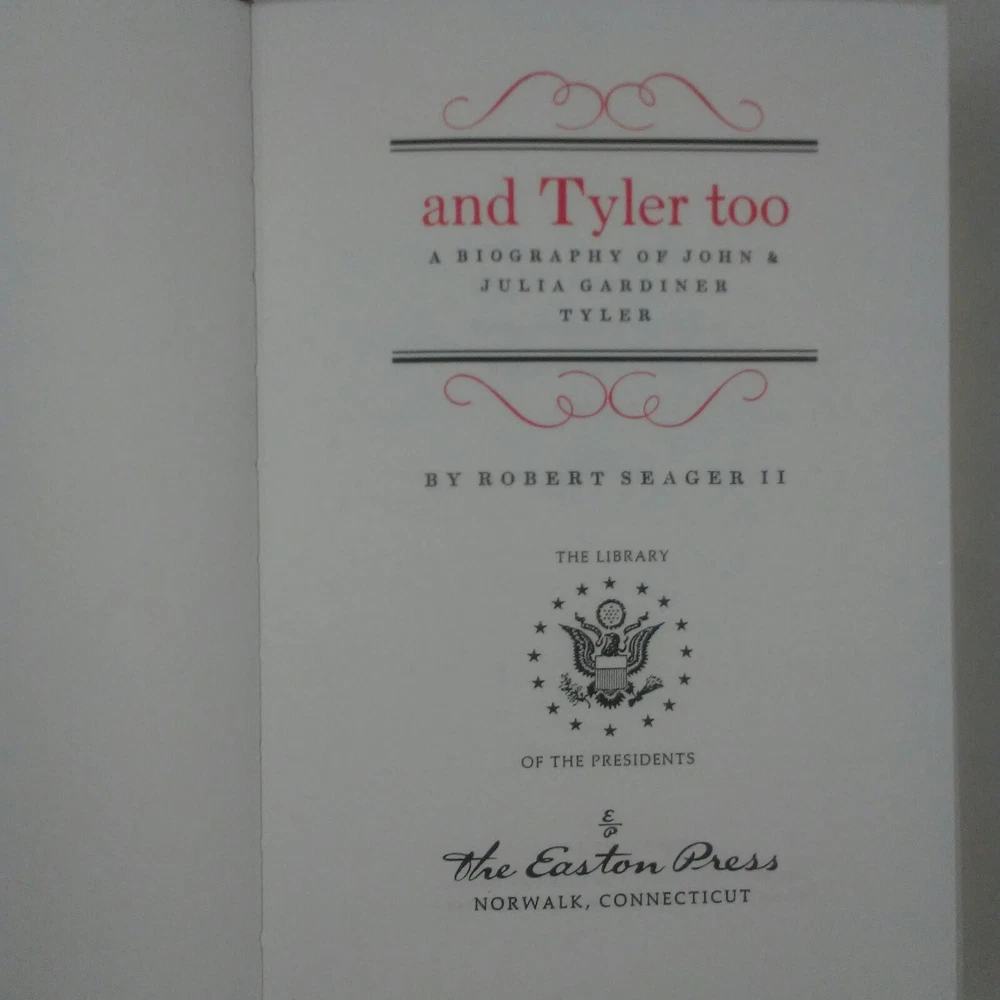 and Tyler too
A BIOGRAPHY OF JOHN &
JULIA GARDINER
TYLER
BY ROBERT SEAGER II
THE LIBRARY
OF THE PRESIDENTS
E
P
The Easton Press
NORWALK, CONNECTICUT